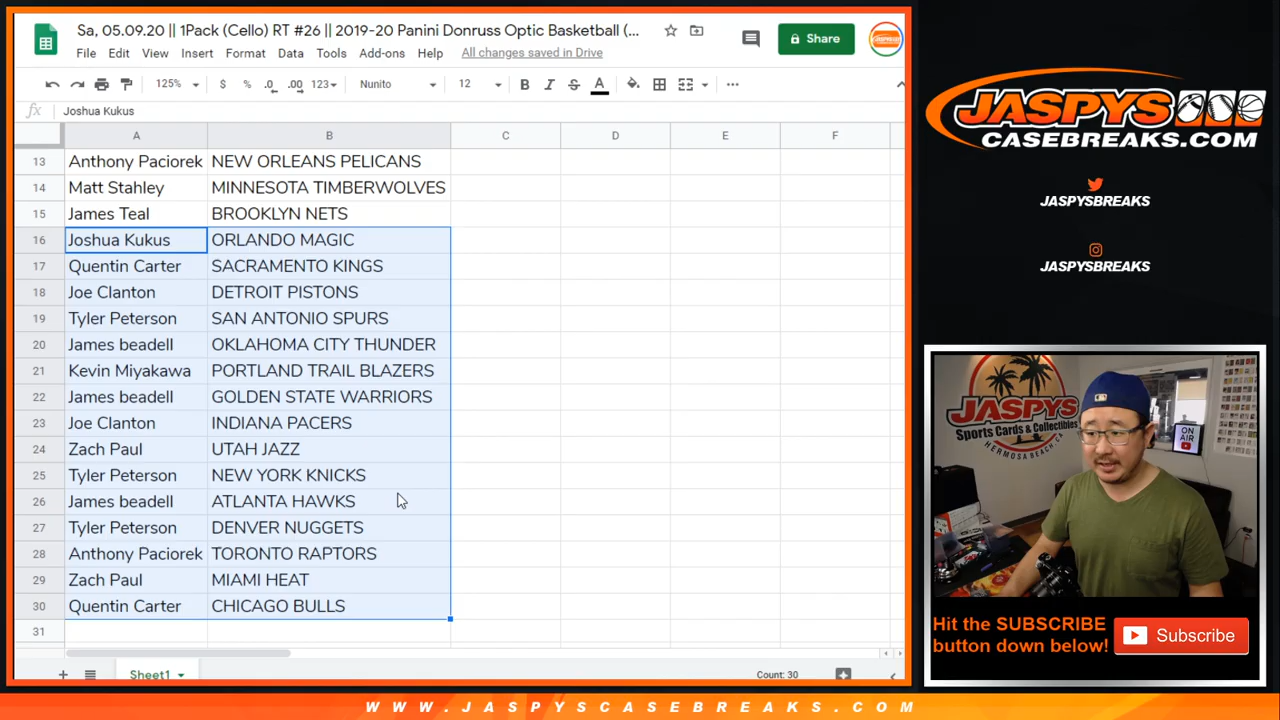 Sa, 05.09.20 || 1Pack (Cello) RT #26 || 2019-20 Panini Donruss Optic Basketball (...
File Edit View Insert Format Data Tools Add-ons Help All changes saved in Drive
Share
125% $ % .0 .00 123 Nunito 12 B I S A
fx Joshua Kukus
A B C D E F
13 Anthony Paciorek NEW ORLEANS PELICANS
14 Matt Stahley MINNESOTA TIMBERWOLVES
15 James Teal BROOKLYN NETS
16 Joshua Kukus ORLANDO MAGIC
17 Quentin Carter SACRAMENTO KINGS
18 Joe Clanton DETROIT PISTONS
19 Tyler Peterson SAN ANTONIO SPURS
20 James beadell OKLAHOMA CITY THUNDER
21 Kevin Miyakawa PORTLAND TRAIL BLAZERS
22 James beadell GOLDEN STATE WARRIORS
23 Joe Clanton INDIANA PACERS
24 Zach Paul UTAH JAZZ
25 Tyler Peterson NEW YORK KNICKS
26 James beadell ATLANTA HAWKS
27 Tyler Peterson DENVER NUGGETS
28 Anthony Paciorek TORONTO RAPTORS
29 Zach Paul MIAMI HEAT
30 Quentin Carter CHICAGO BULLS
31
Sheet1 Count: 30
JASPYS
CASEBREAKS.COM
JASPYSBREAKS
JASPYSBREAKS
JASPYS
Sports Cards & Collectibles
HERMOSA BEACH, CA
ON AIR
Hit the SUBSCRIBE
button down below!
Subscribe
WWW.JASPYSCASEBREAKS.COM